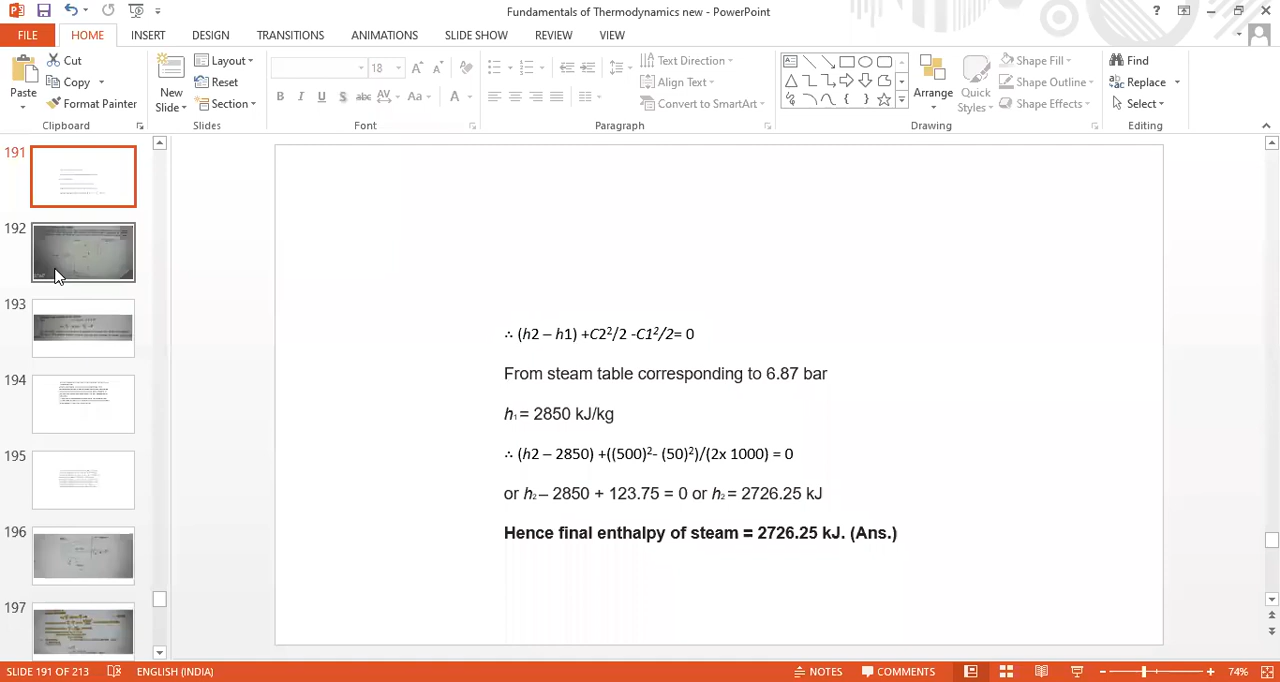 Fundamentals of Thermodynamics new - PowerPoint
FILE HOME INSERT DESIGN TRANSITIONS ANIMATIONS SLIDE SHOW REVIEW VIEW
Paste
Cut
Copy
Format Painter
Clipboard
New Slide
Layout
Reset
Section
Slides
18
Font
Text Direction
Align Text
Convert to SmartArt
Paragraph
Arrange
Quick Styles
Shape Fill
Shape Outline
Shape Effects
Drawing
Find
Replace
Select
Editing
191
192
193
194
195
196
197
∴ (h2 – h1) +C2²/2 -C1²/2= 0
From steam table corresponding to 6.87 bar
h₁ = 2850 kJ/kg
∴ (h2 – 2850) +((500)²- (50)²)/(2x 1000) = 0
or h₂ – 2850 + 123.75 = 0 or h₂ = 2726.25 kJ
Hence final enthalpy of steam = 2726.25 kJ. (Ans.)
SLIDE 191 OF 213 ENGLISH (INDIA) NOTES COMMENTS 74%